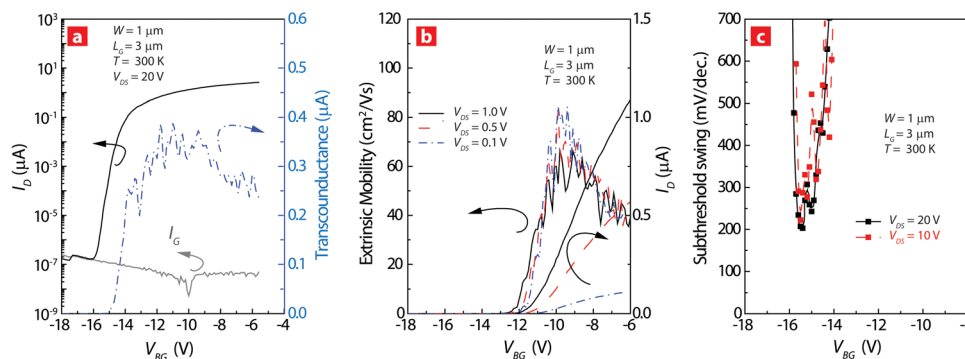 a
W = 1 µm
L_G = 3 µm
T = 300 K
V_DS = 20 V
I_G
10^3
10^1
10^-1
10^-3
10^-5
10^-7
10^-9
I_D (µA)
0.6
0.5
0.4
0.3
0.2
0.1
0.0
Transcounductance (µA)
-18 -16 -14 -12 -10 -8 -6 -4
V_BG (V)
b
W = 1 µm
L_G = 3 µm
T = 300 K
V_DS = 1.0 V
V_DS = 0.5 V
V_DS = 0.1 V
100
80
60
40
20
0
Extrinsic Mobility (cm^2/Vs)
1.5
1.0
0.5
0.0
I_D (µA)
-18 -16 -14 -12 -10 -8 -6
V_BG (V)
c
W = 1 µm
L_G = 3 µm
T = 300 K
V_DS = 20 V
V_DS = 10 V
700
600
500
400
300
200
100
0
Subthreshold swing (mV/dec.)
-18 -16 -14 -12 -10 -8
V_BG (V)